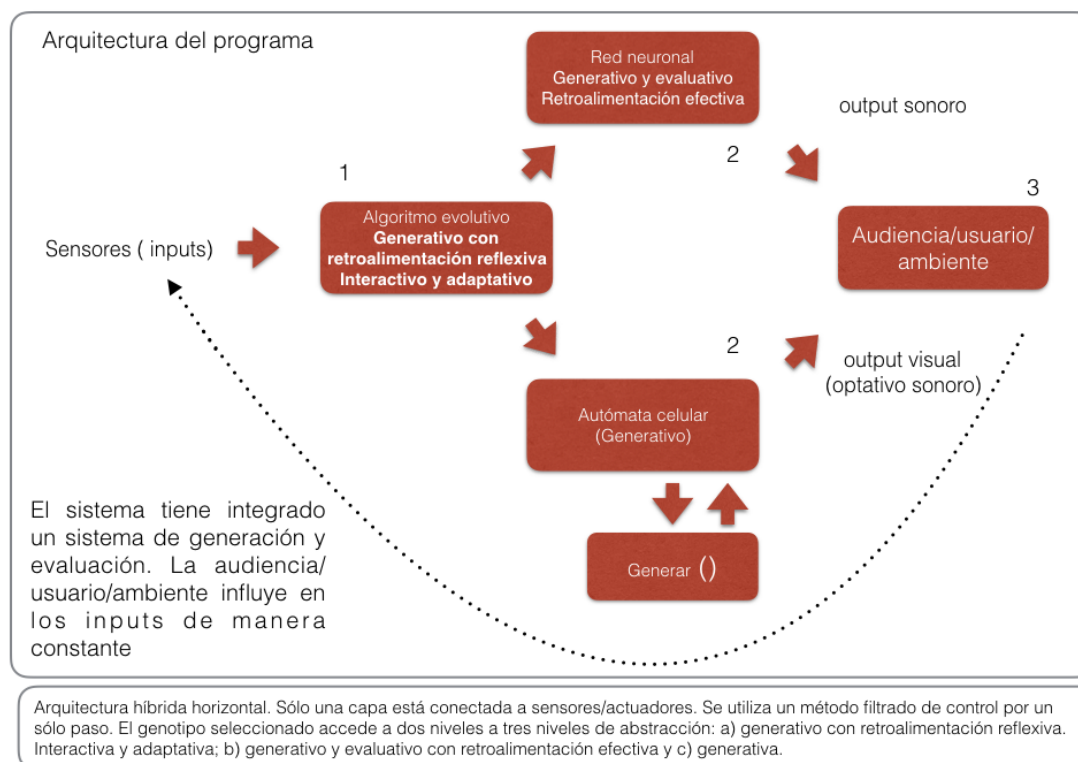 Arquitectura del programa
Red neuronal
Generativo y evaluativo
Retroalimentación efectiva
output sonoro
1
2
3
Sensores ( inputs)
Algoritmo evolutivo
Generativo con
retroalimentación reflexiva
Interactivo y adaptativo
Audiencia/usuario/
ambiente
2
output visual
(optativo sonoro)
Autómata celular
(Generativo)
Generar ()
El sistema tiene integrado
un sistema de generación y
evaluación. La audiencia/
usuario/ambiente influye en
los inputs de manera
constante
Arquitectura híbrida horizontal. Sólo una capa está conectada a sensores/actuadores. Se utiliza un método filtrado de control por un
sólo paso. El genotipo seleccionado accede a dos niveles a tres niveles de abstracción: a) generativo con retroalimentación reflexiva.
Interactiva y adaptativa; b) generativo y evaluativo con retroalimentación efectiva y c) generativa.